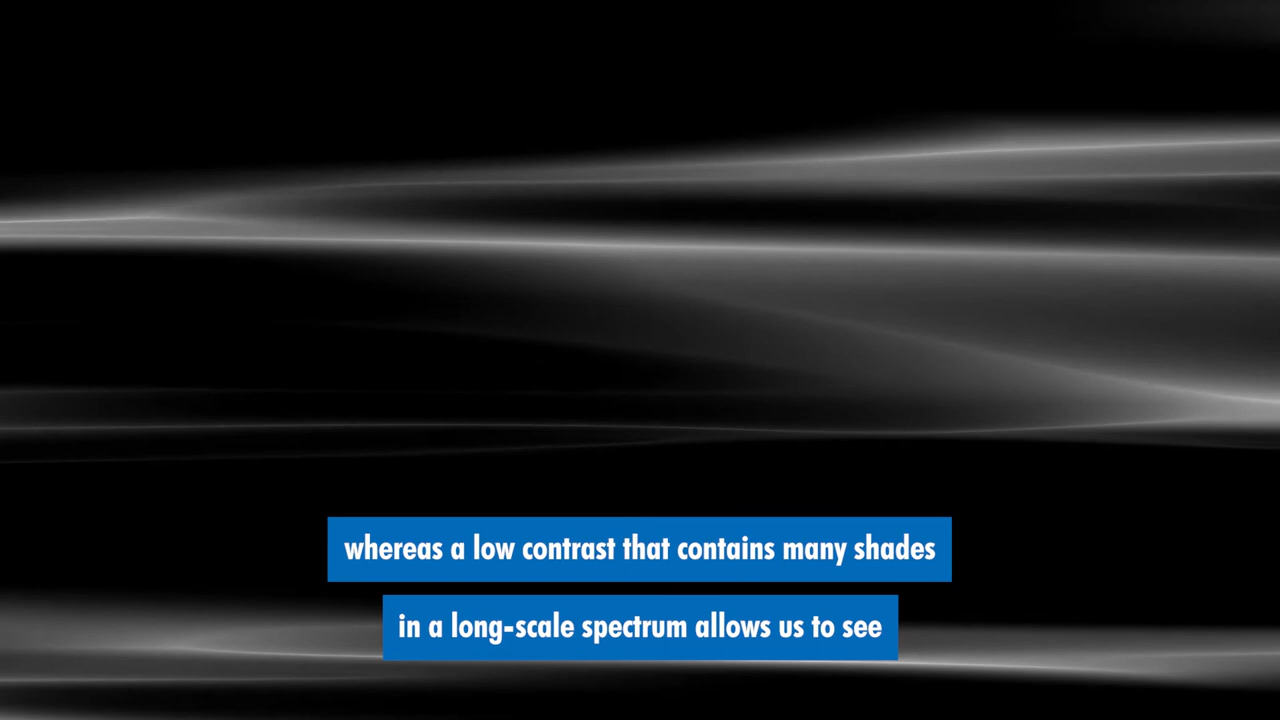 whereas a low contrast that contains many shades
in a long-scale spectrum allows us to see